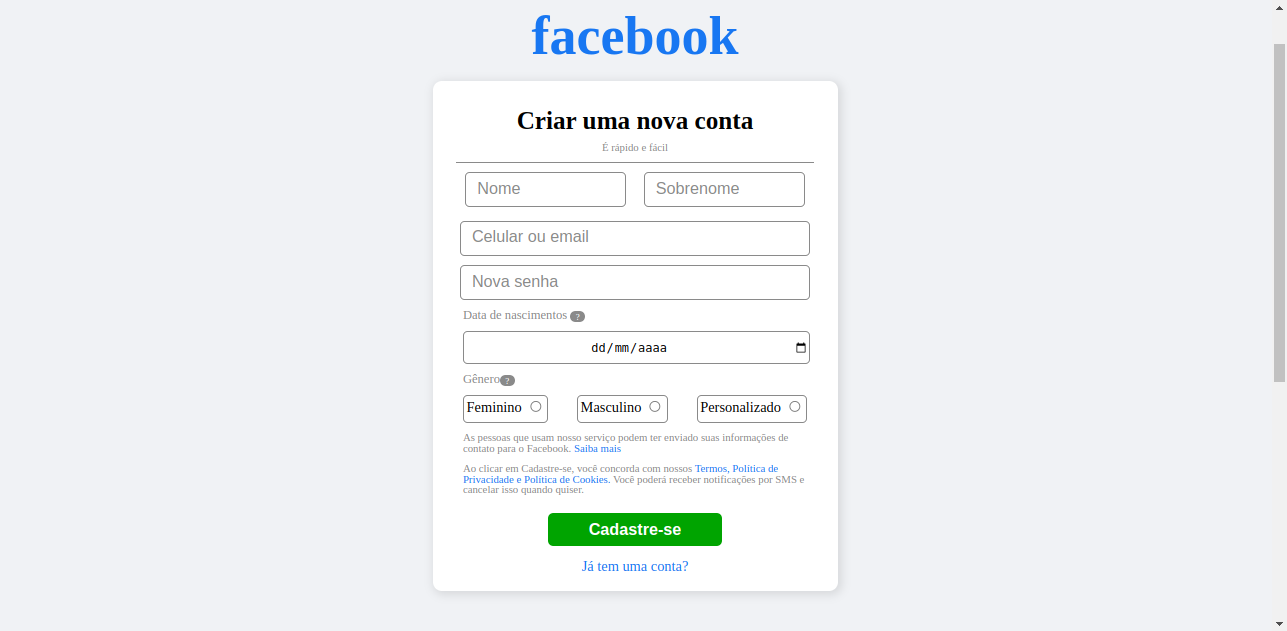 facebook
Criar uma nova conta
É rápido e fácil
Nome Sobrenome
Celular ou email
Nova senha
Data de nascimentos ?
dd/mm/aaaa
Gênero?
Feminino Masculino Personalizado
As pessoas que usam nosso serviço podem ter enviado suas informações de
contato para o Facebook. Saiba mais
Ao clicar em Cadastre-se, você concorda com nossos Termos, Política de
Privacidade e Política de Cookies. Você poderá receber notificações por SMS e
cancelar isso quando quiser.
Cadastre-se
Já tem uma conta?